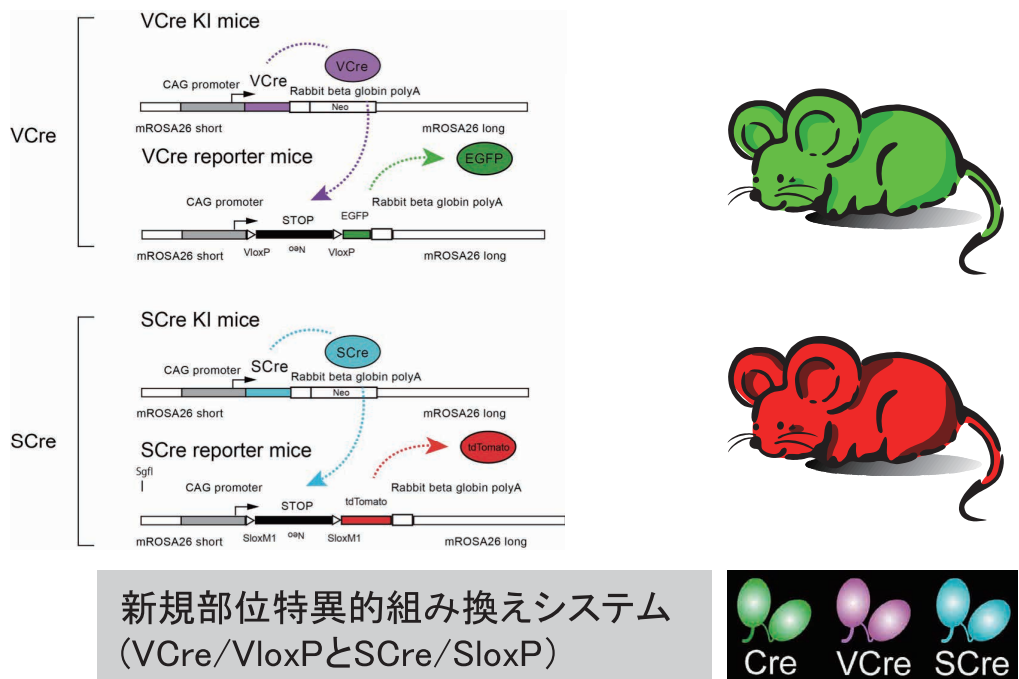 VCre KI mice
VCre
VCre
CAG promoter
Rabbit beta globin polyA
Neo
mROSA26 short
mROSA26 long
VCre
VCre reporter mice
EGFP
CAG promoter
EGFP
Rabbit beta globin polyA
STOP
mROSA26 short
VloxP
Neo
VloxP
mROSA26 long
SCre KI mice
SCre
SCre
CAG promoter
Rabbit beta globin polyA
Neo
mROSA26 short
mROSA26 long
SCre
SCre reporter mice
tdTomato
SgfI
CAG promoter
STOP
tdTomato
Rabbit beta globin polyA
mROSA26 short
SloxM1
Neo
SloxM1
mROSA26 long
新規部位特異的組み換えシステム
(VCre/VloxPとSCre/SloxP)
Cre VCre SCre